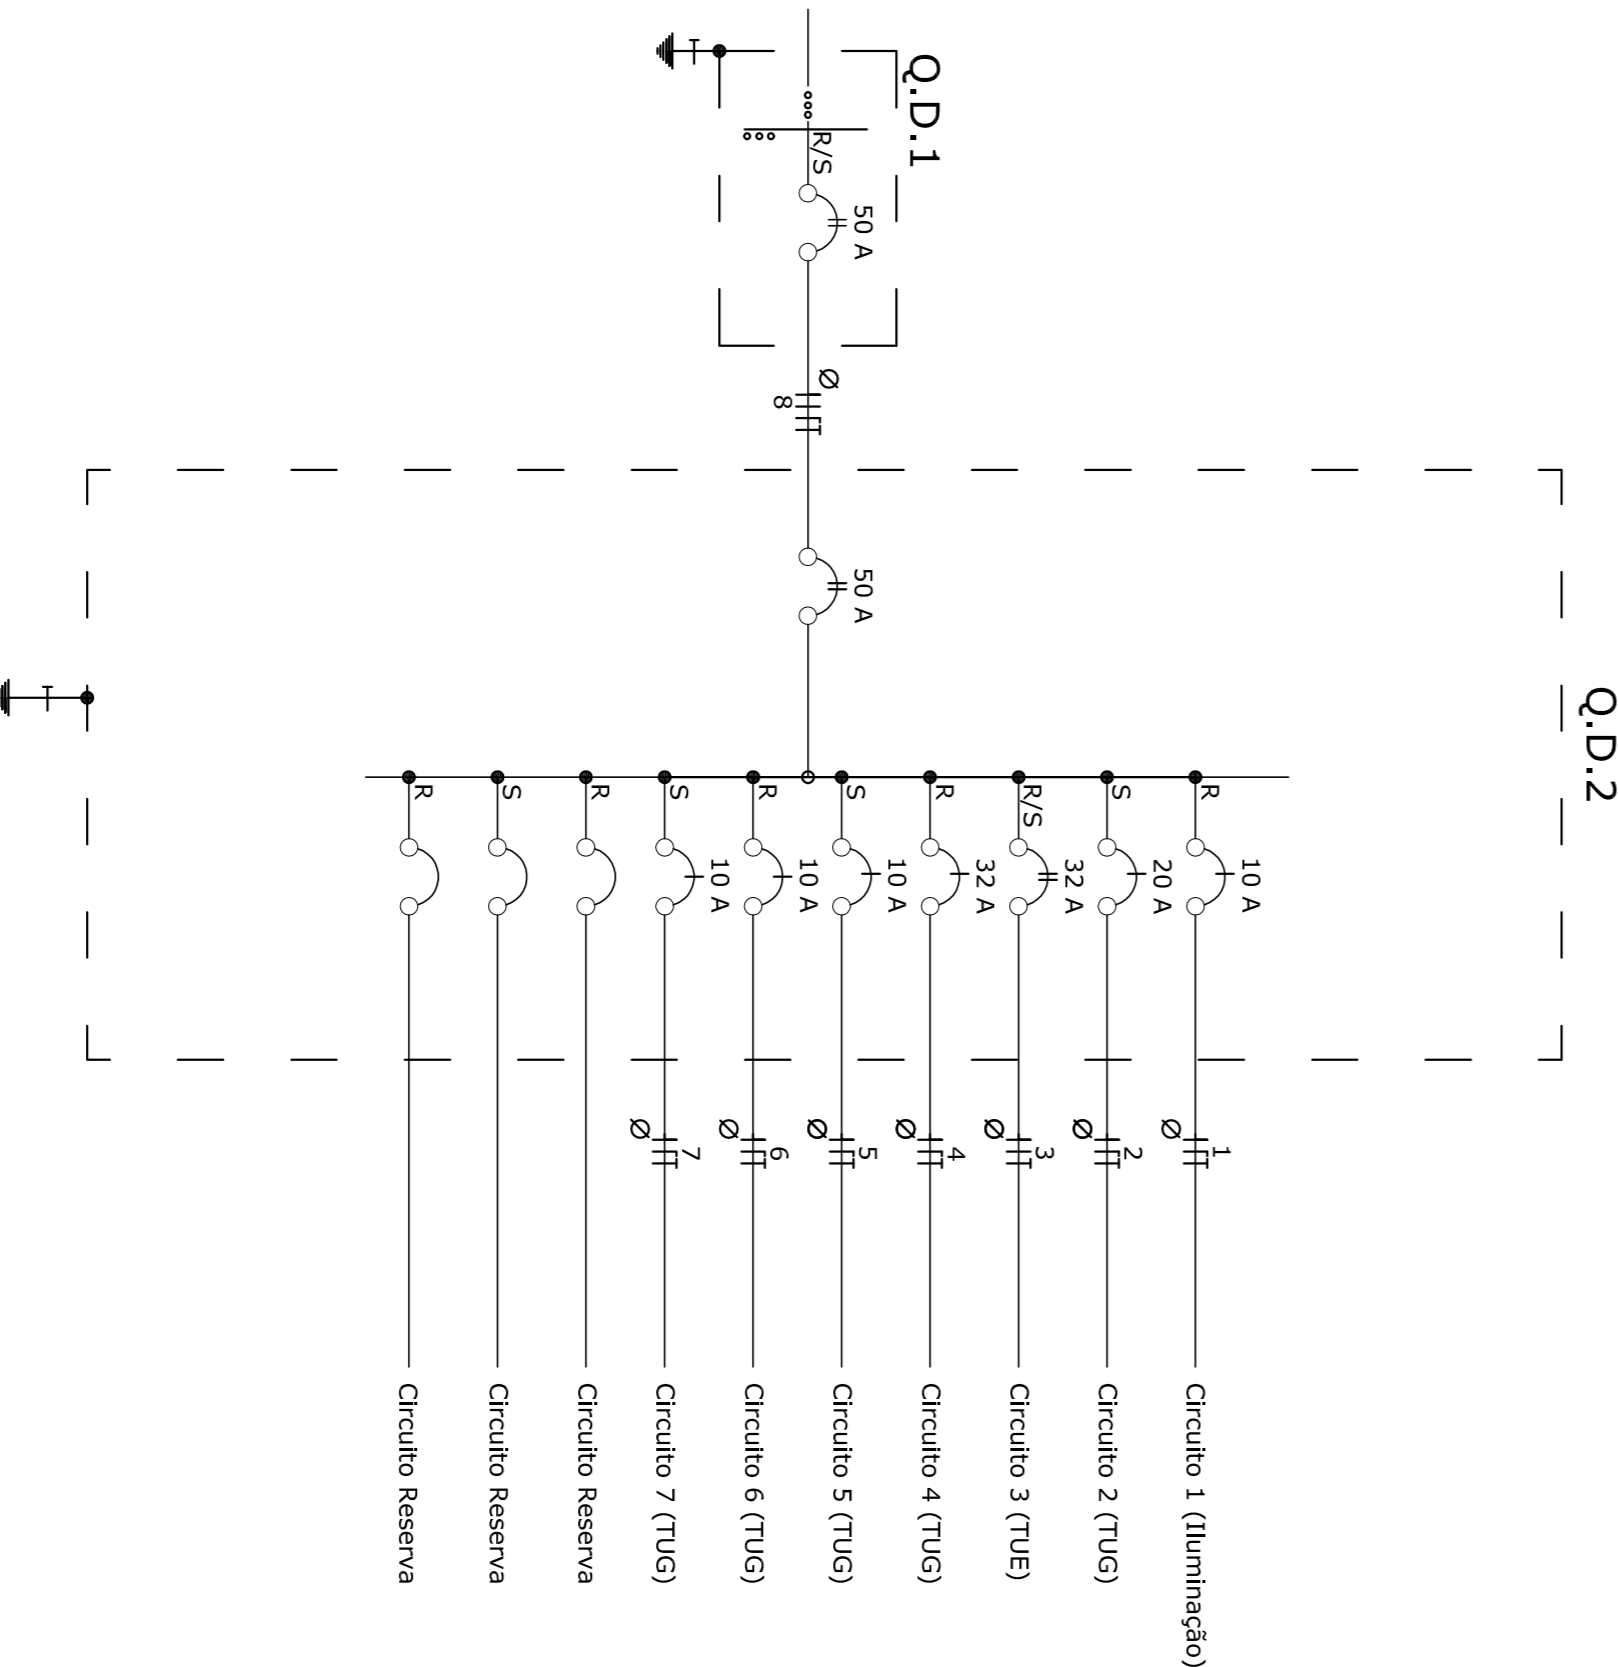 Q.D.1
R/S
50 A
Ø
8
Q.D.2
50 A
R
10 A
Ø
1
Circuito 1 (Iluminação)
S
20 A
Ø
2
Circuito 2 (TUG)
R/S
32 A
Ø
3
Circuito 3 (TUE)
R
32 A
Ø
4
Circuito 4 (TUG)
S
10 A
Ø
5
Circuito 5 (TUG)
R
10 A
Ø
6
Circuito 6 (TUG)
S
10 A
Ø
7
Circuito 7 (TUG)
R
Circuito Reserva
S
Circuito Reserva
R
Circuito Reserva